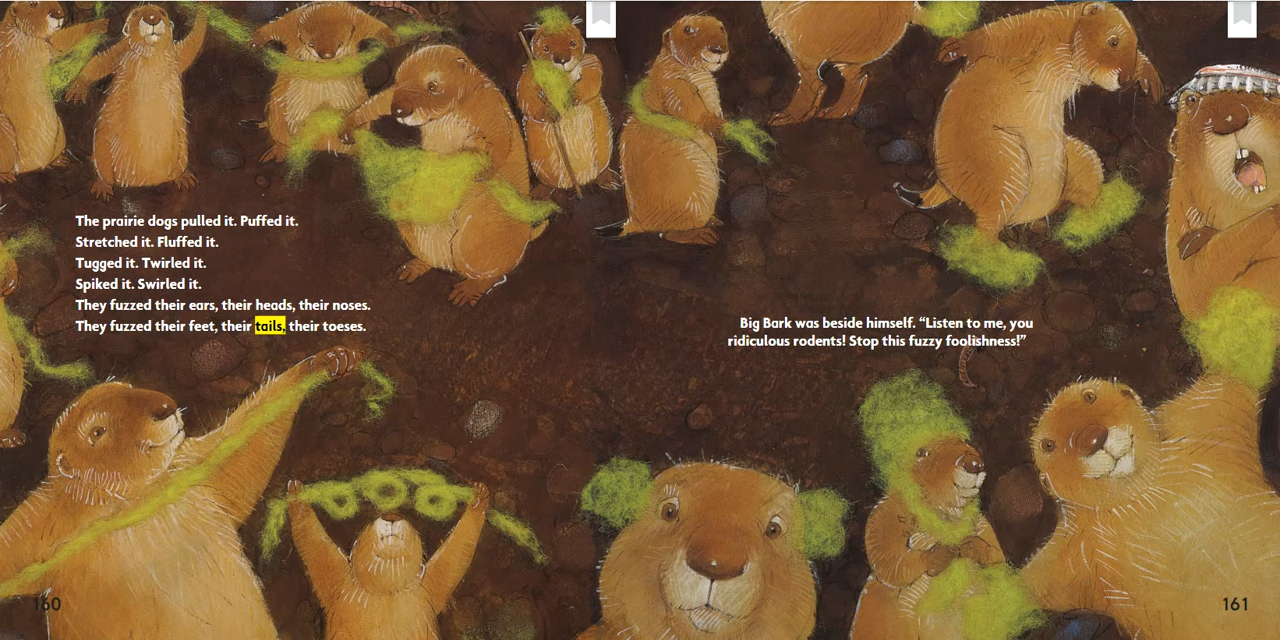 The prairie dogs pulled it. Puffed it.
Stretched it. Fluffed it.
Tugged it. Twirled it.
Spiked it. Swirled it.
They fuzzed their ears, their heads, their noses.
They fuzzed their feet, their tails, their toeses.
Big Bark was beside himself. “Listen to me, you
ridiculous rodents! Stop this fuzzy foolishness!”
160
161